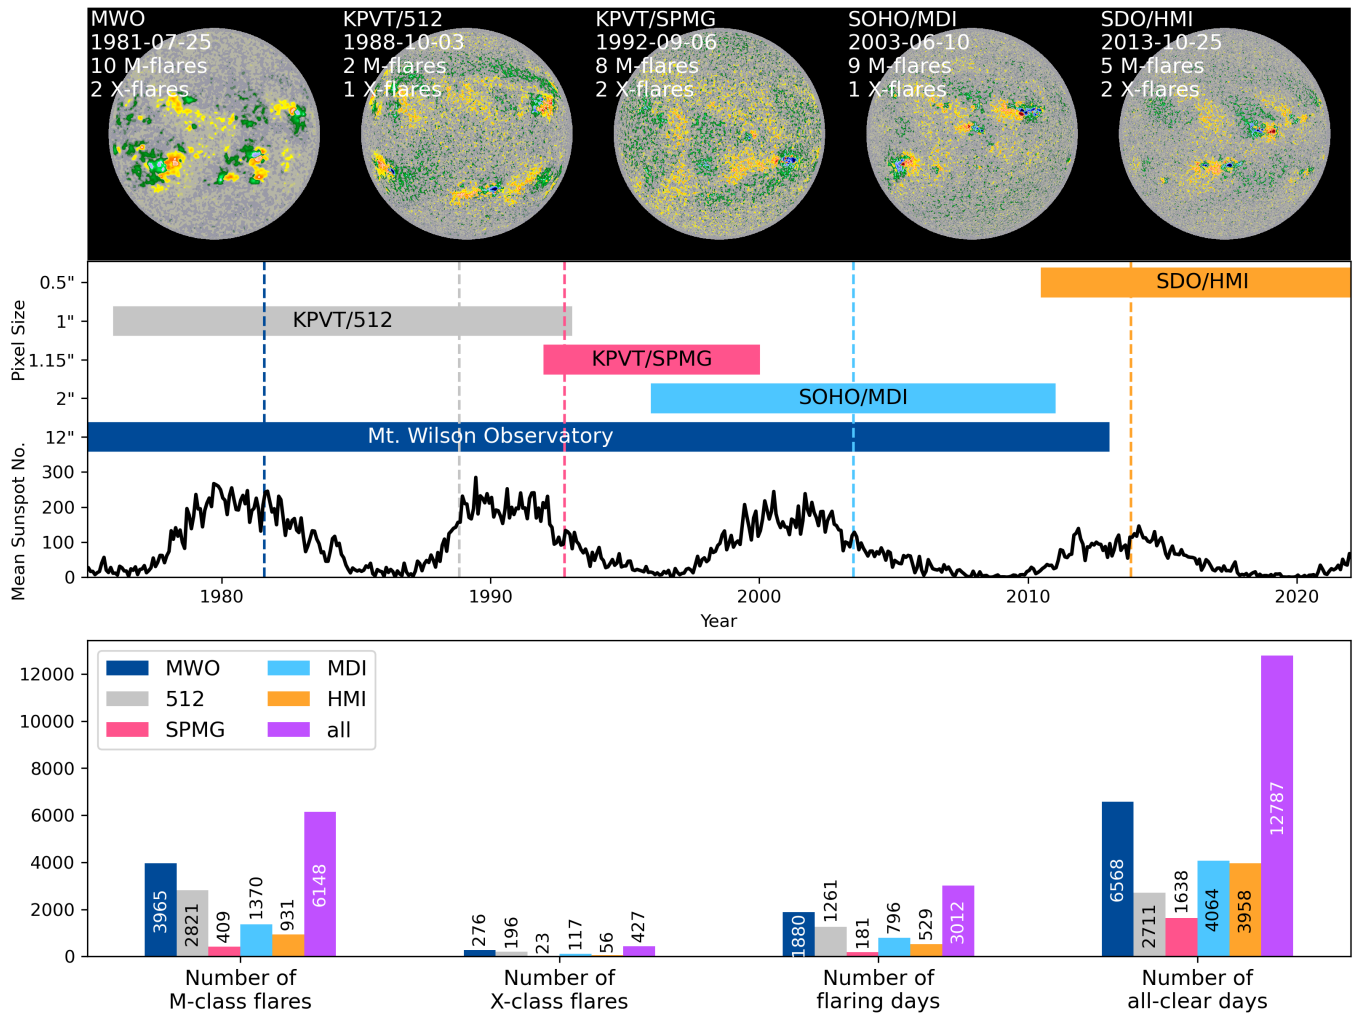 MWO
1981-07-25
10 M-flares
2 X-flares
KPVT/512
1988-10-03
2 M-flares
1 X-flares
KPVT/SPMG
1992-09-06
8 M-flares
2 X-flares
SOHO/MDI
2003-06-10
9 M-flares
1 X-flares
SDO/HMI
2013-10-25
5 M-flares
2 X-flares
Pixel Size
0.5"
1"
1.15"
2"
12"
SDO/HMI
KPVT/512
KPVT/SPMG
SOHO/MDI
Mt. Wilson Observatory
Mean Sunspot No.
300
200
100
0
1980
1990
2000
2010
2020
Year
12000
10000
8000
6000
4000
2000
0
MWO
512
SPMG
MDI
HMI
all
3965
2821
409
1370
931
6148
276
196
23
117
56
427
1880
1261
181
796
529
3012
6568
2711
1638
4064
3958
12787
Number of
M-class flares
Number of
X-class flares
Number of
flaring days
Number of
all-clear days